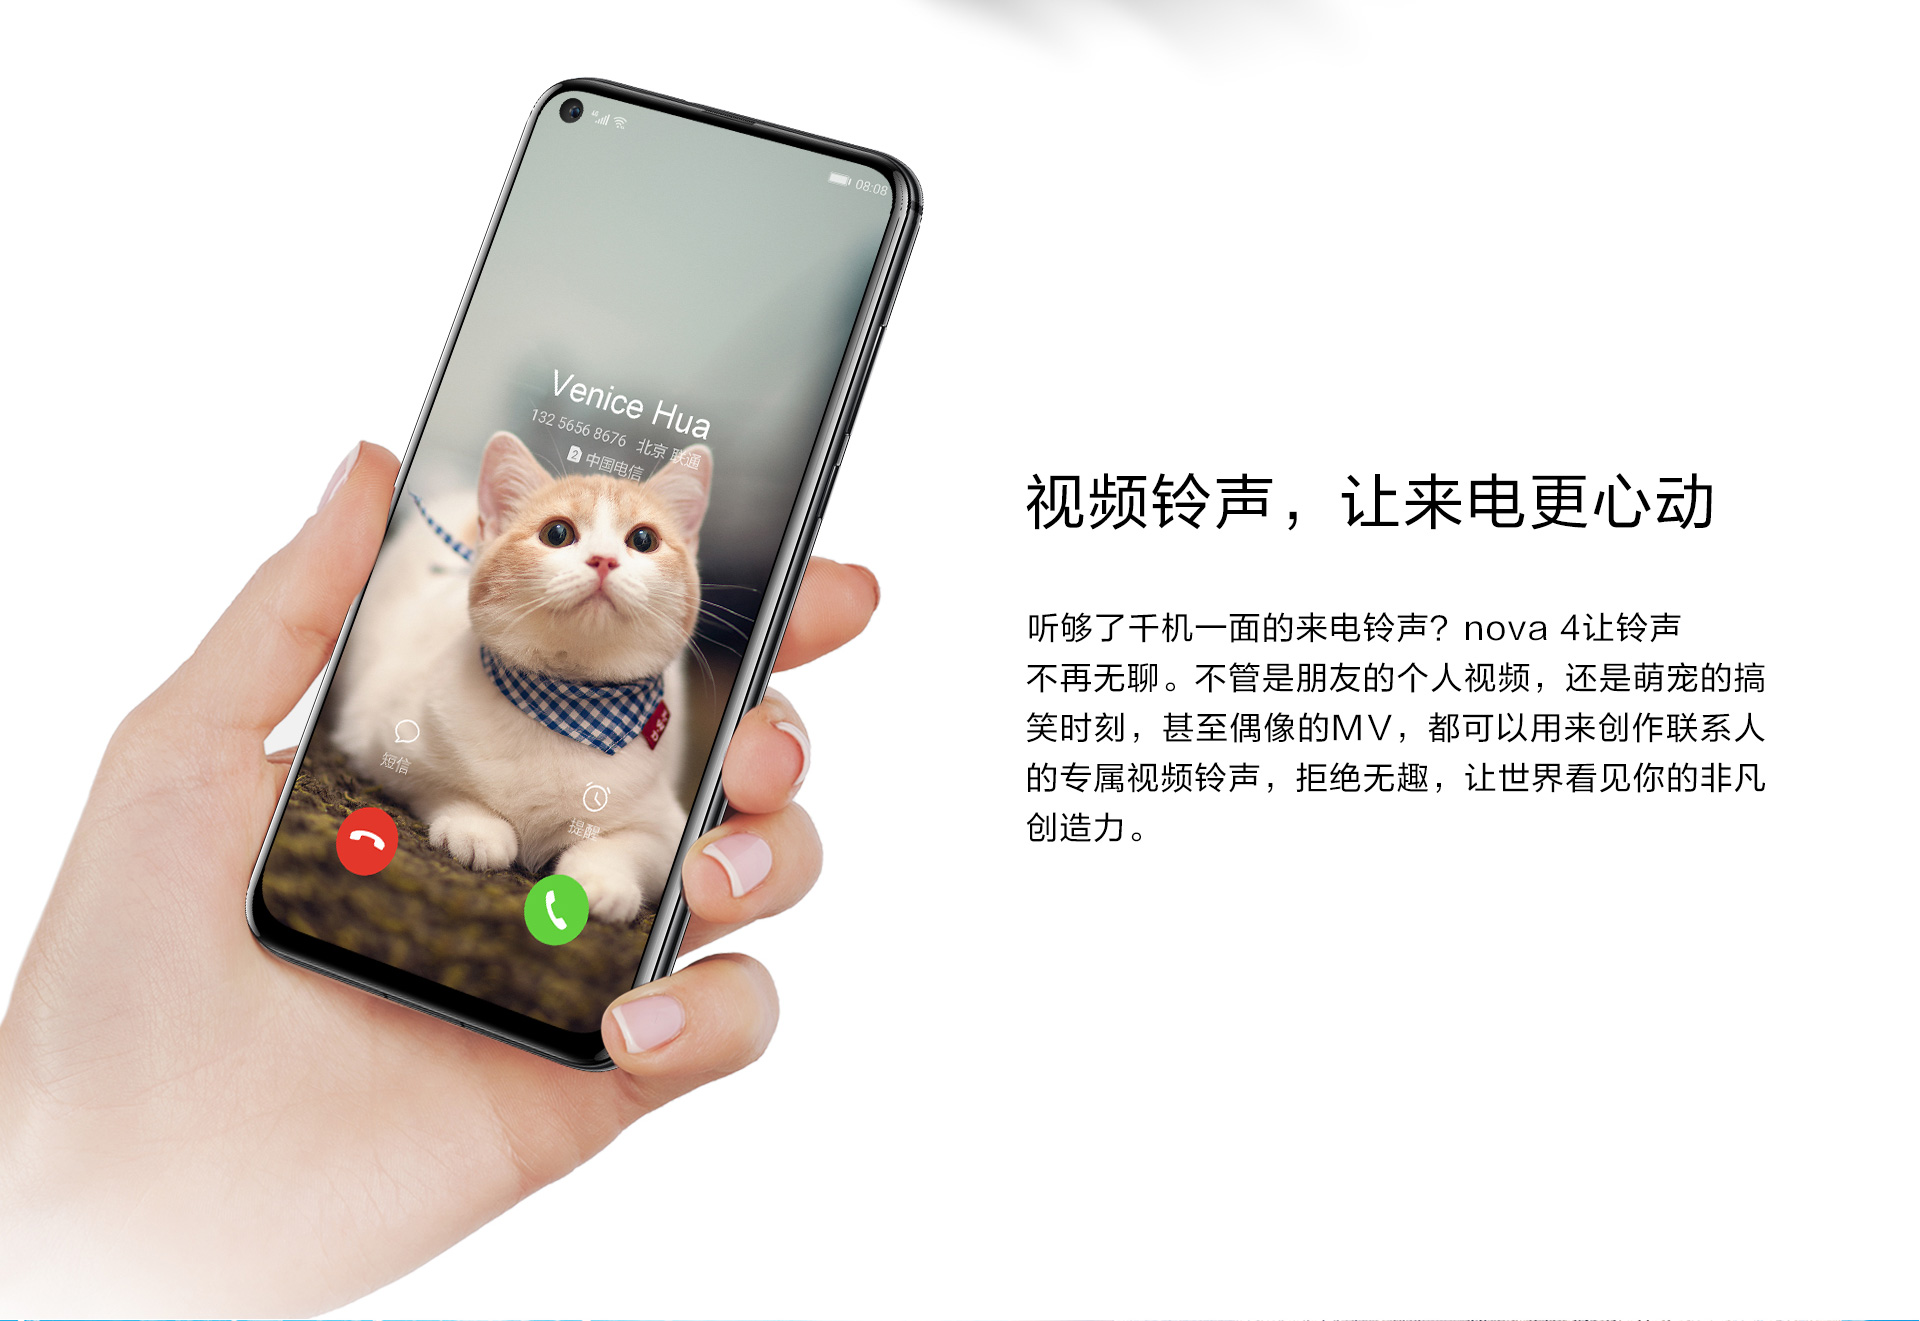 4G
08:08
Venice Hua
132 5656 8676 北京 联通
2 中国电信
短信
提醒
视频铃声，让来电更心动
听够了千机一面的来电铃声？nova 4让铃声
不再无聊。不管是朋友的个人视频，还是萌宠的搞
笑时刻，甚至偶像的MV，都可以用来创作联系人
的专属视频铃声，拒绝无趣，让世界看见你的非凡
创造力。